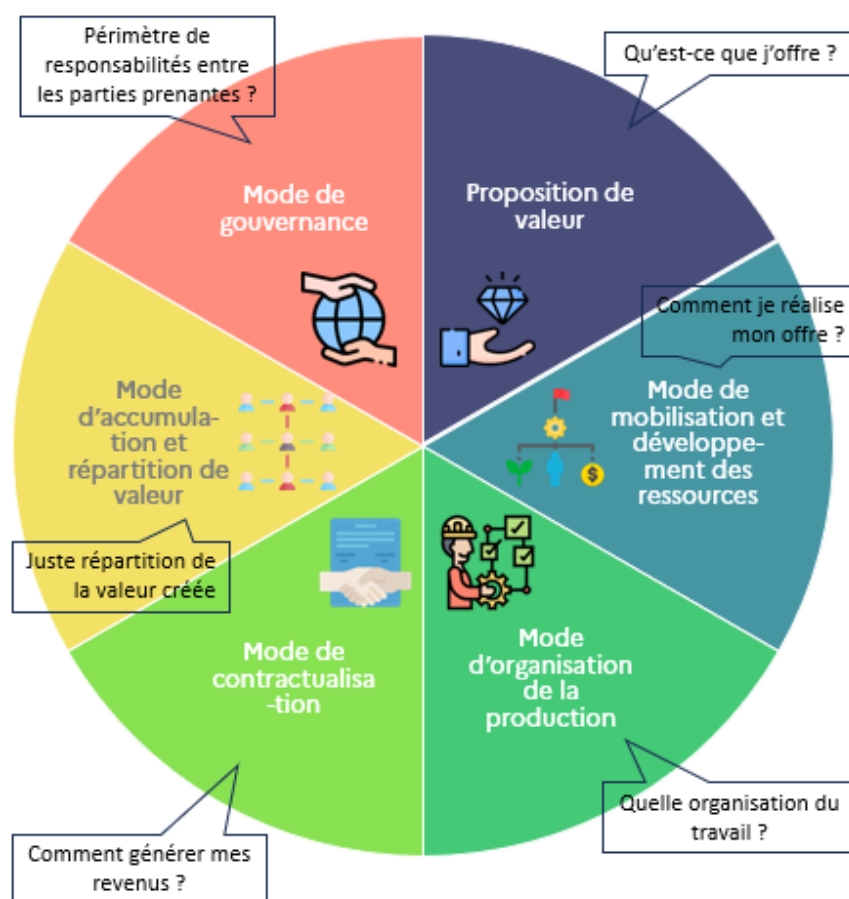 Périmètre de
responsabilités entre
les parties prenantes ?
Qu’est-ce que j’offre ?
Mode de
gouvernance
Proposition de
valeur
Comment je réalise
mon offre ?
Mode
d’accumula-
tion et
répartition de
valeur
Mode de
mobilisation et
développe-
ment des
ressources
Juste répartition de
la valeur créée
Mode de
contractualisa
-tion
Mode
d’organisation
de la
production
Quelle organisation du
travail ?
Comment générer mes
revenus ?